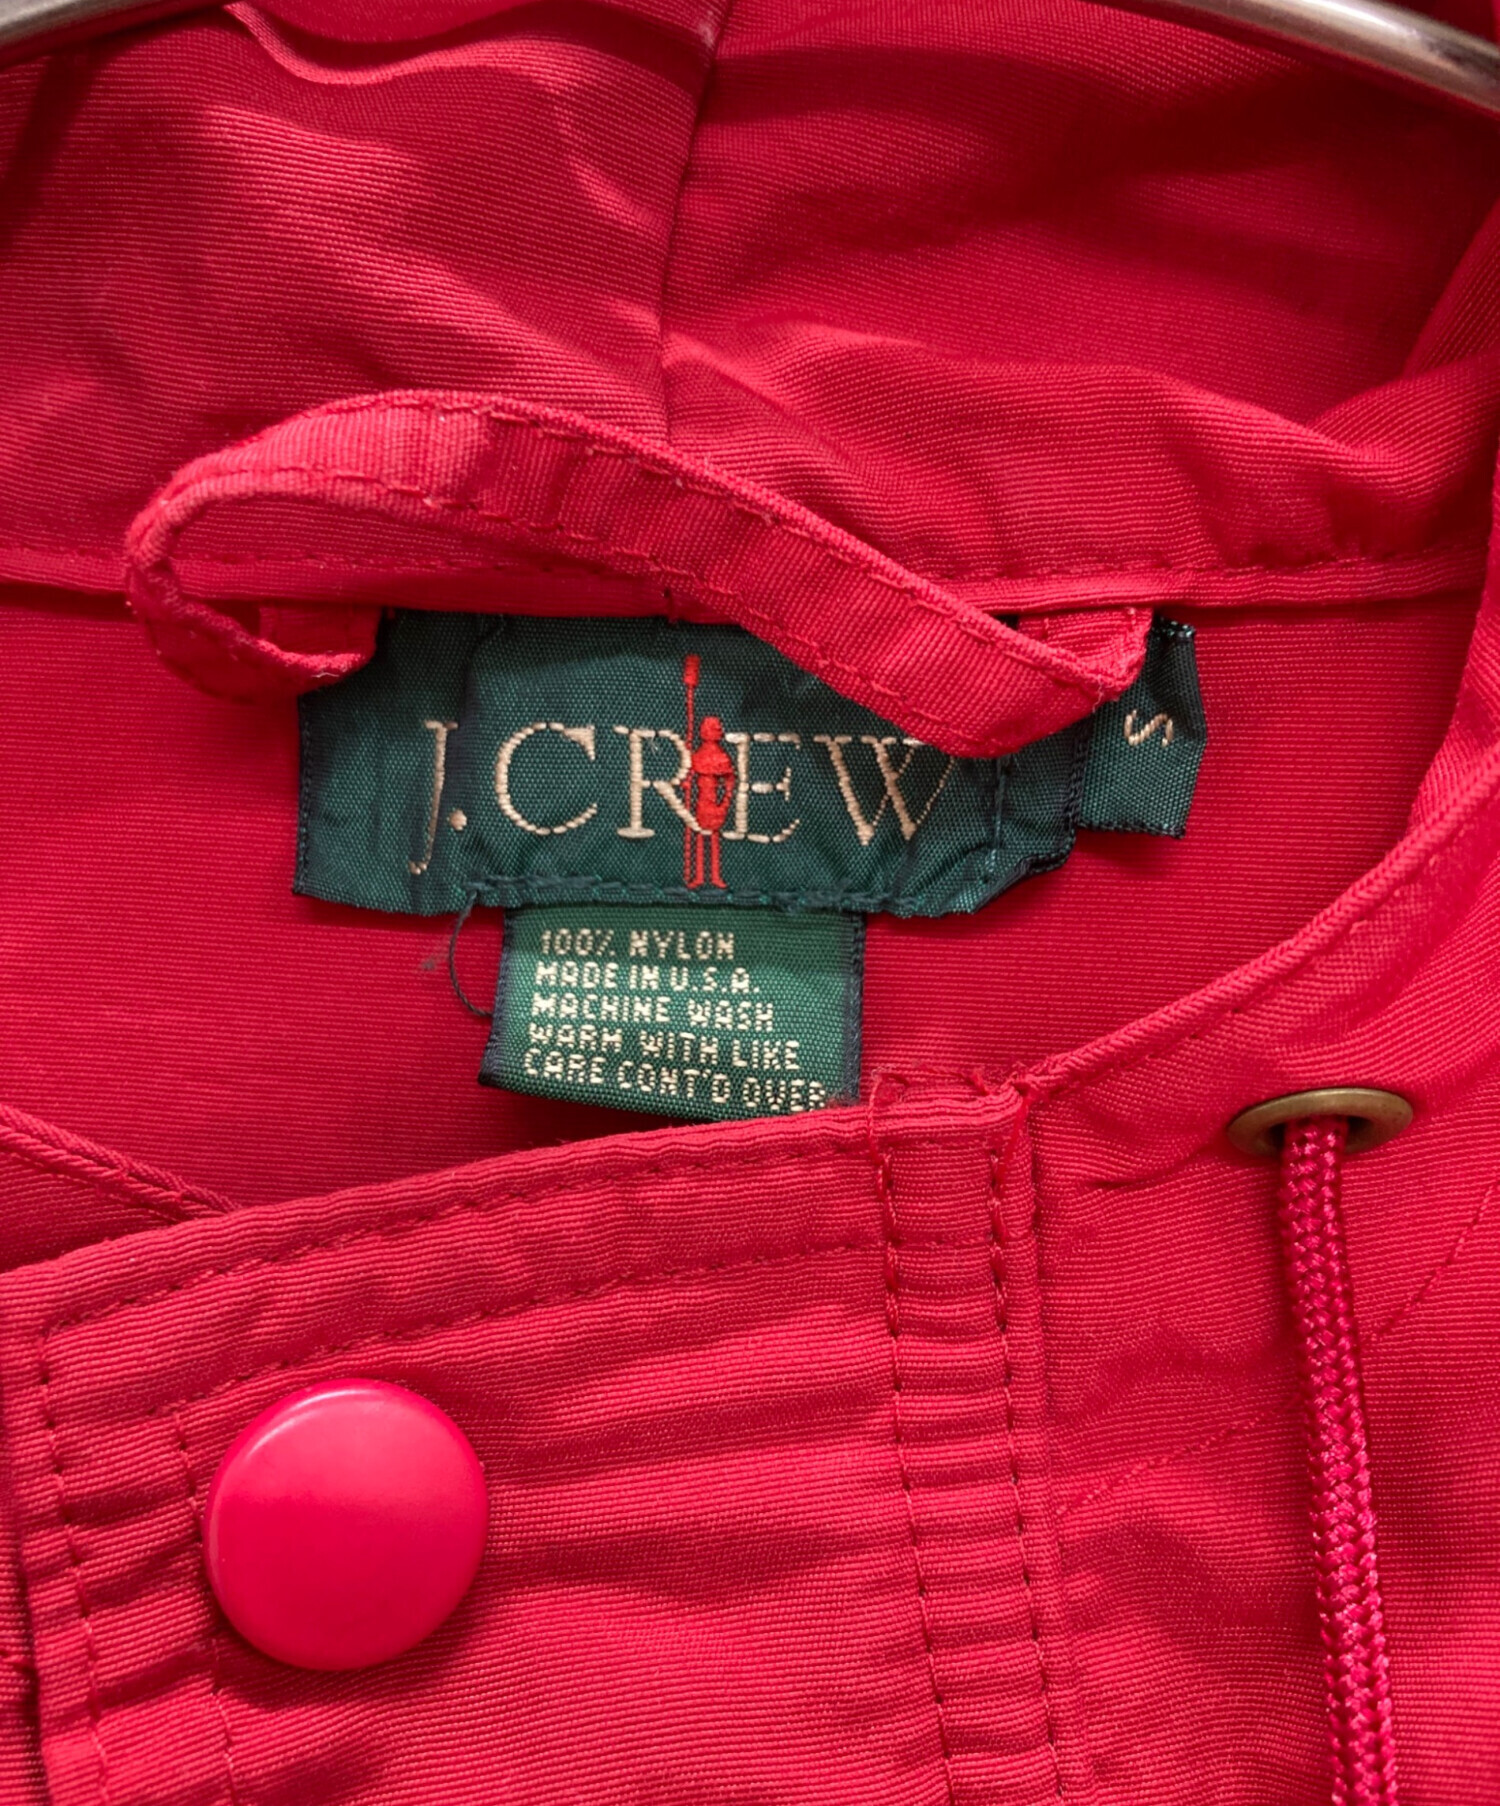 J.CREW
S
100% NYLON
MADE IN U.S.A.
MACHINE WASH
WARM WITH LIKE
CARE CONT'D OVER